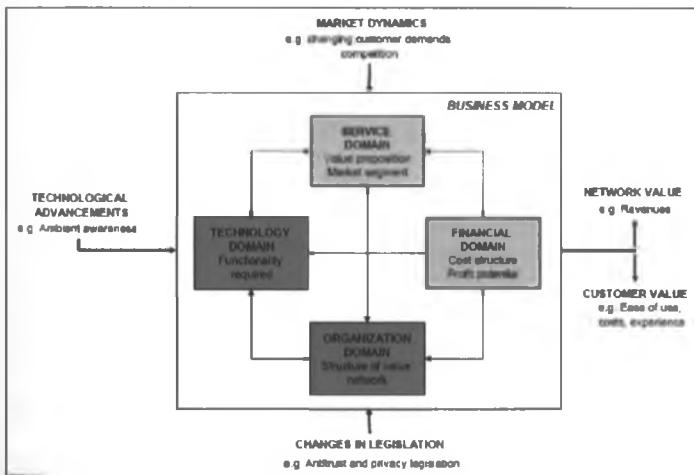 MARKET DYNAMICS
e.g. changing customer demands
competition
BUSINESS MODEL
SERVICE
DOMAIN
Value proposition
Market segment
TECHNOLOGICAL
ADVANCEMENTS
e.g. Ambient awareness
TECHNOLOGY
DOMAIN
Functionality
required
FINANCIAL
DOMAIN
Cost structure
Profit potential
NETWORK VALUE
e.g. Revenues
CUSTOMER VALUE
e.g. Ease of use,
costs, experience
ORGANIZATION
DOMAIN
Structure of value
network
CHANGES IN LEGISLATION
e.g. Antitrust and privacy legislation